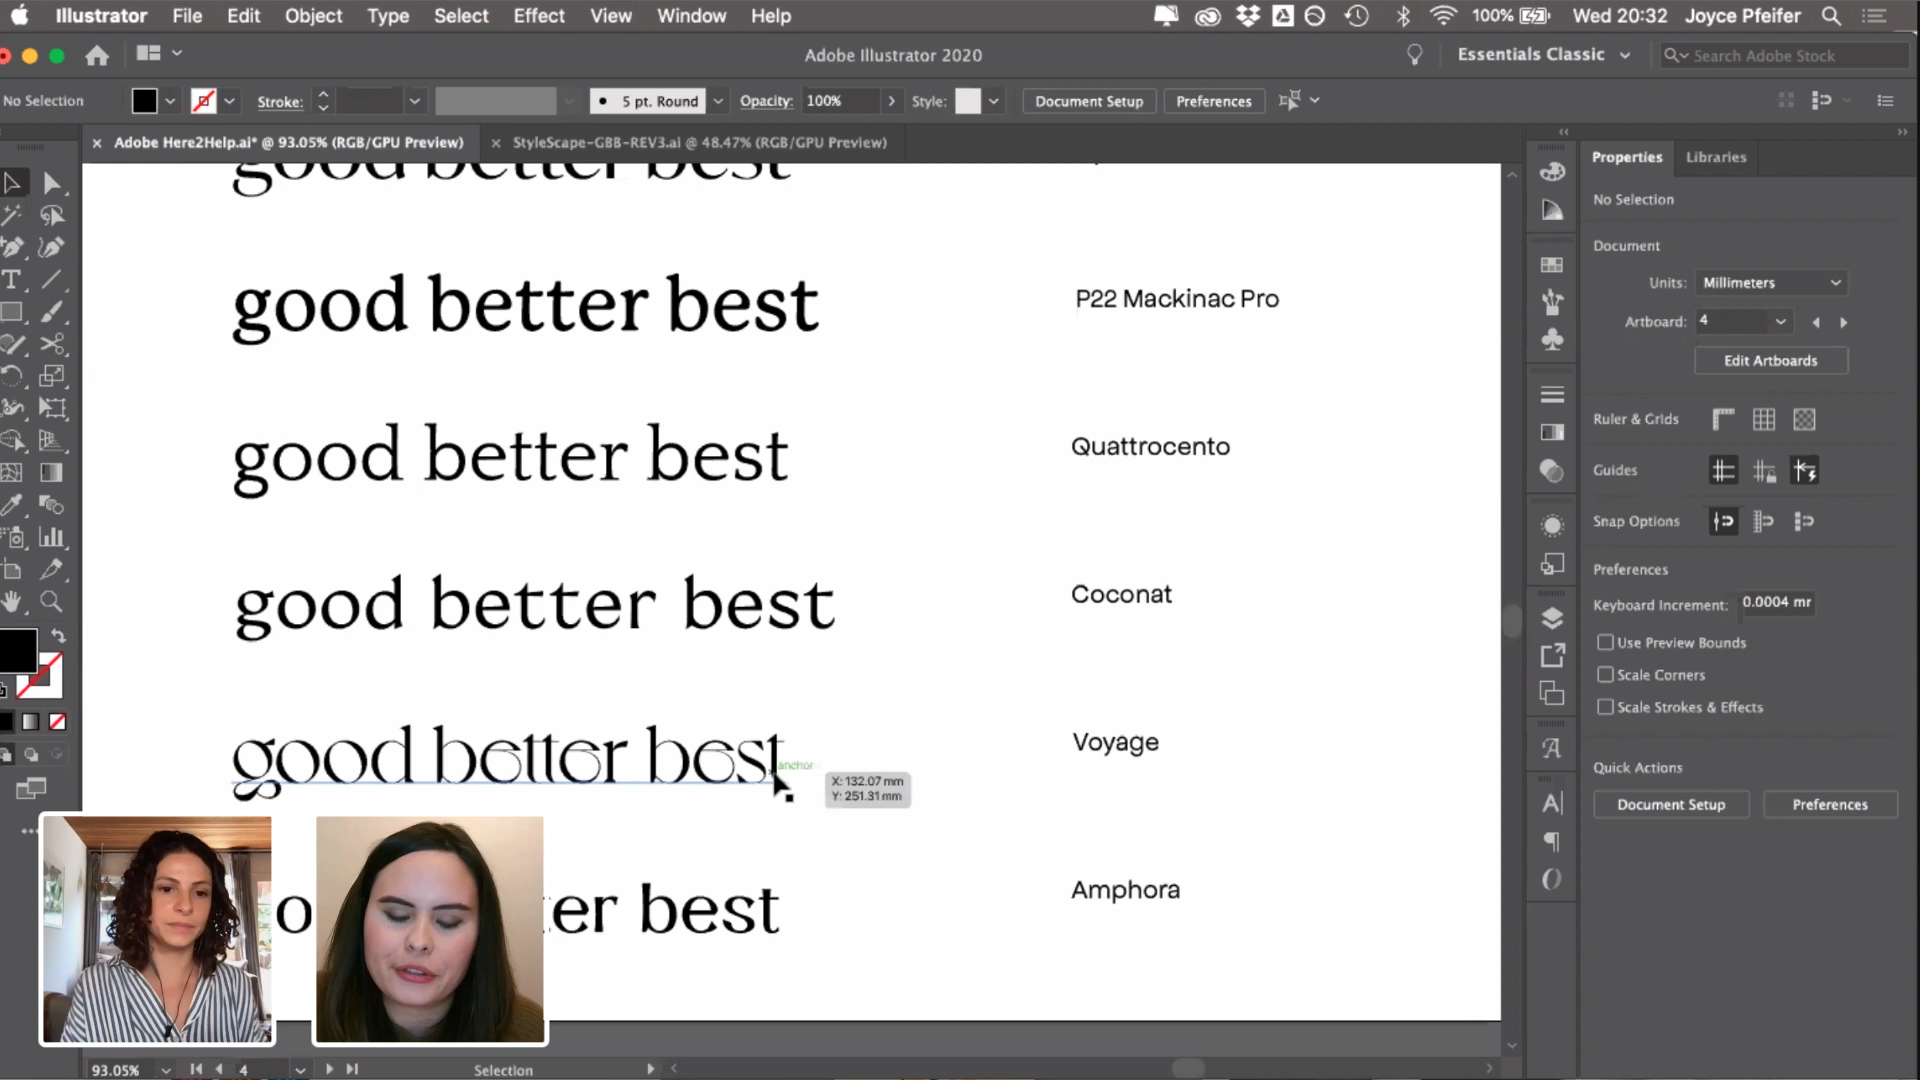 Illustrator File Edit Object Type Select Effect View Window Help 100% Wed 20:32 Joyce Pfeifer
Adobe Illustrator 2020 Essentials Classic Search Adobe Stock
No Selection Stroke: 5 pt. Round Opacity: 100% Style: Document Setup Preferences
Adobe Here2Help.ai* @ 93.05% (RGB/GPU Preview) StyleScape-GBB-REV3.ai @ 48.47% (RGB/GPU Preview)
good better best
good better best P22 Mackinac Pro
good better best Quattrocento
good better best Coconat
good better best Voyage
anchor
X: 132.07 mm
Y: 251.31 mm
best Amphora
Properties Libraries
No Selection
Document
Units: Millimeters
Artboard: 4
Edit Artboards
Ruler & Grids
Guides
Snap Options
Preferences
Keyboard Increment: 0.0004 mr
Use Preview Bounds
Scale Corners
Scale Strokes & Effects
Quick Actions
Document Setup Preferences
93.05% 4 Selection